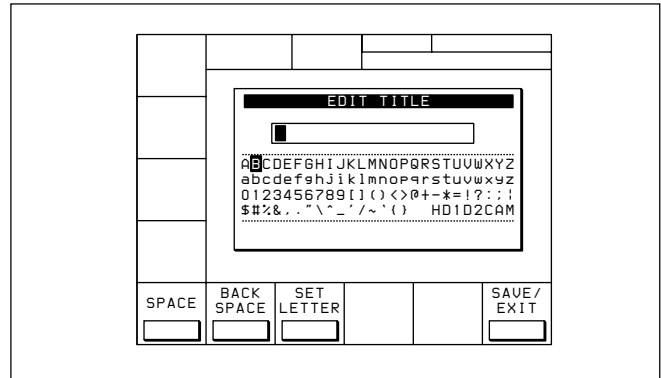 EDIT TITLE
ABCDEFGHIJKLMNOPQRSTUVWXYZ
abcdefghijklmnopqrstuvwxyz
0123456789[]()<>@+-*=!?:;¦
$#%&,."\^_'/~`{} HD1D2CAM
SPACE
BACK SPACE
SET LETTER
SAVE/ EXIT